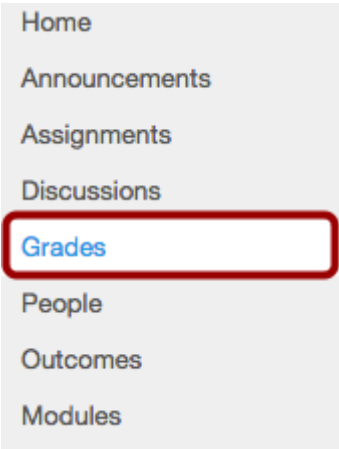 Home
Announcements
Assignments
Discussions
Grades
People
Outcomes
Modules